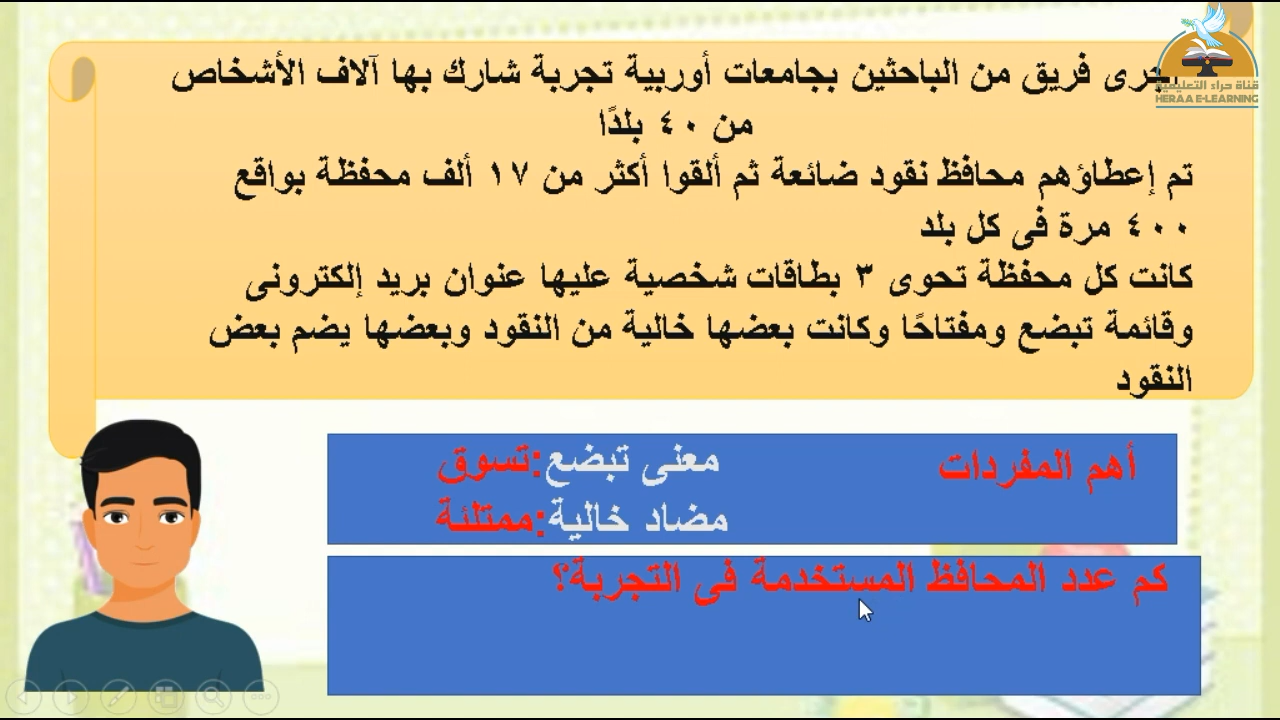 قناة حراء التعليمية
HERAA E-LEARNING
أجرى فريق من الباحثين بجامعات أوربية تجربة شارك بها آلاف الأشخاص
من ٤٠ بلدًا
تم إعطاؤهم محافظ نقود ضائعة ثم ألقوا أكثر من ١٧ ألف محفظة بواقع
٤٠٠ مرة فى كل بلد
كانت كل محفظة تحوى ٣ بطاقات شخصية عليها عنوان بريد إلكترونى
وقائمة تبضع ومفتاحًا وكانت بعضها خالية من النقود وبعضها يضم بعض
النقود
أهم المفردات
معنى تبضع:تسوق
مضاد خالية:ممتلئة
كم عدد المحافظ المستخدمة فى التجربة؟